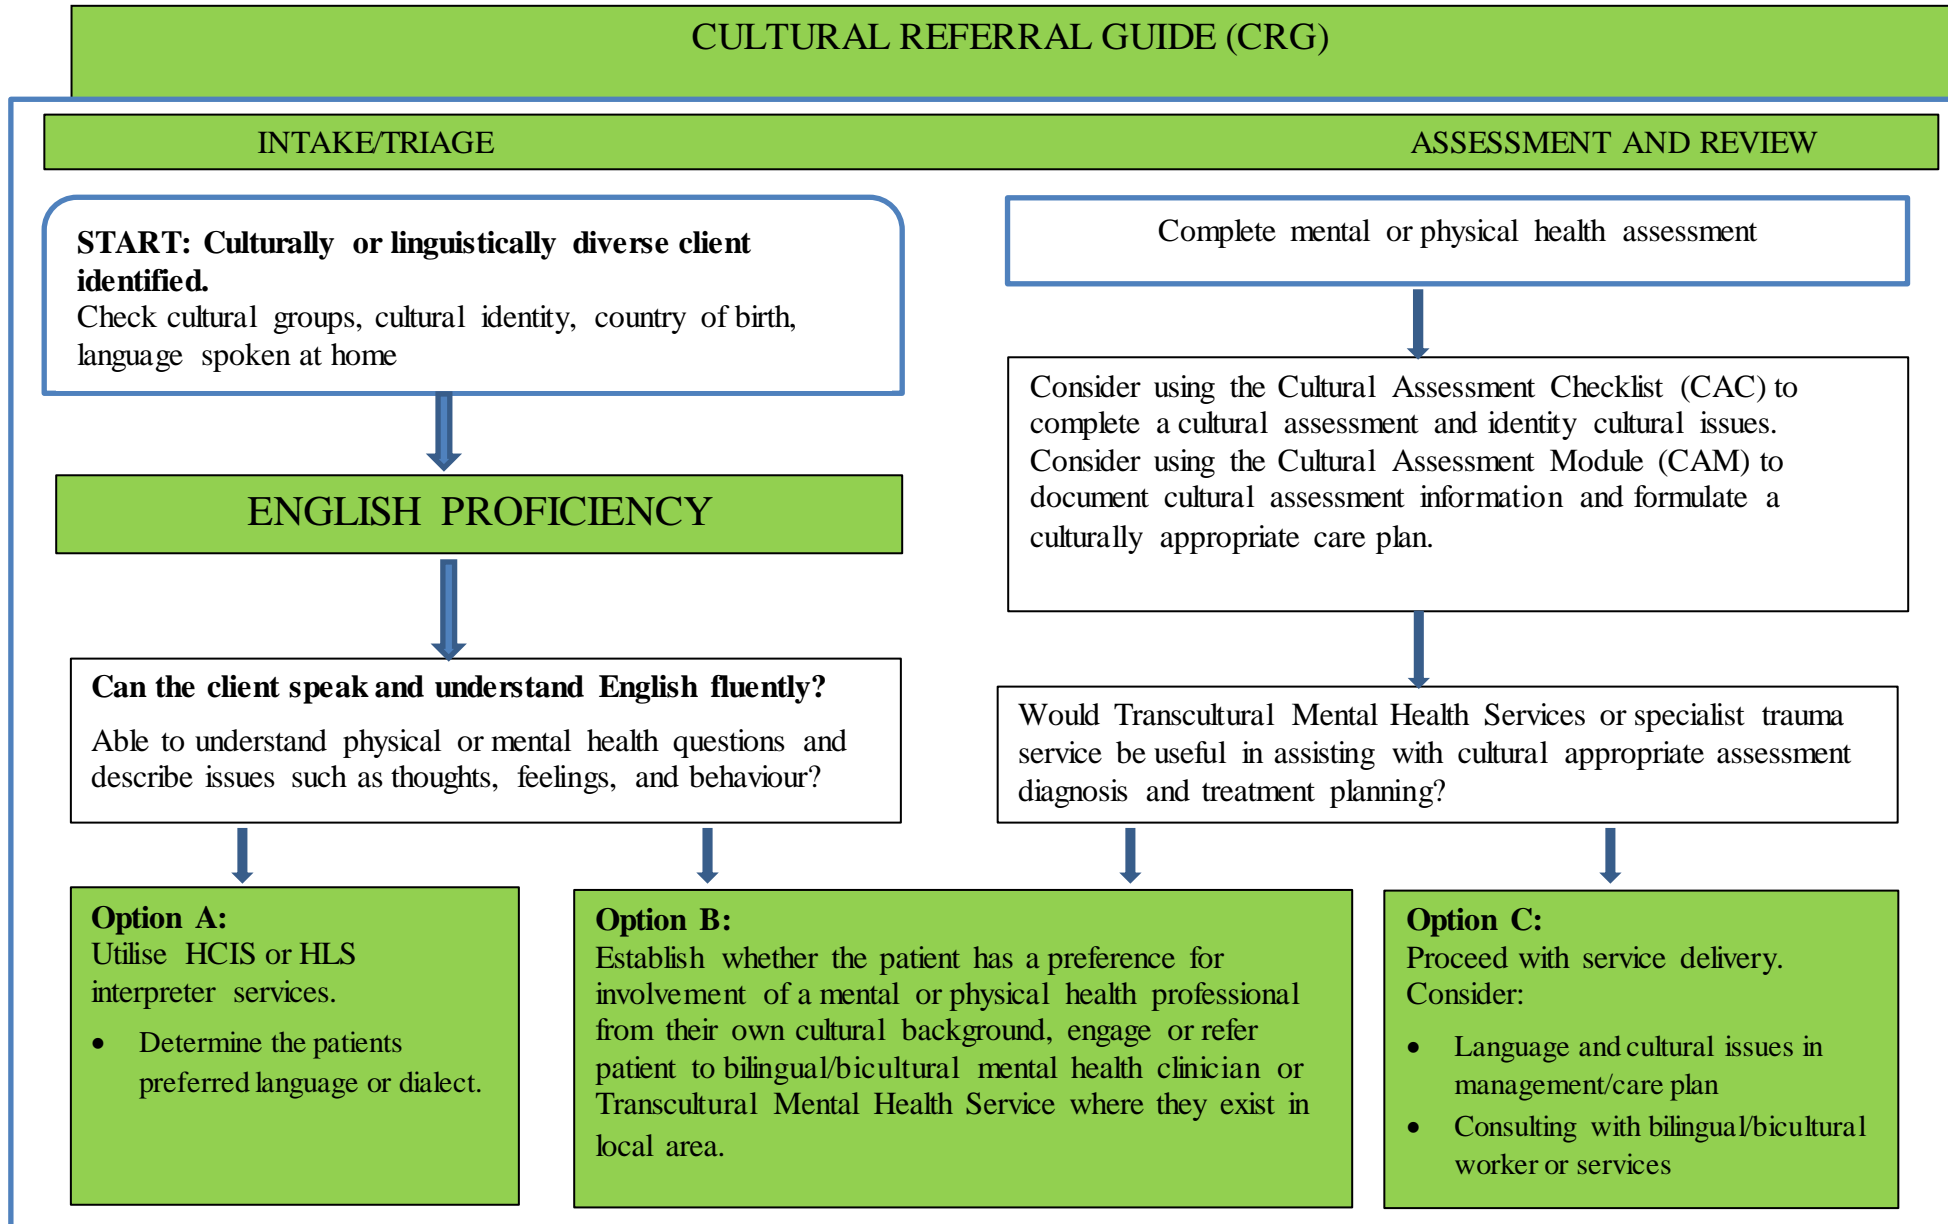 CULTURAL REFERRAL GUIDE (CRG)
INTAKE/TRIAGE
ASSESSMENT AND REVIEW
START: Culturally or linguistically diverse client
identified.
Check cultural groups, cultural identity, country of birth,
language spoken at home
ENGLISH PROFICIENCY
Can the client speak and understand English fluently?
Able to understand physical or mental health questions and
describe issues such as thoughts, feelings, and behaviour?
Complete mental or physical health assessment
Consider using the Cultural Assessment Checklist (CAC) to
complete a cultural assessment and identity cultural issues.
Consider using the Cultural Assessment Module (CAM) to
document cultural assessment information and formulate a
culturally appropriate care plan.
Would Transcultural Mental Health Services or specialist trauma
service be useful in assisting with cultural appropriate assessment
diagnosis and treatment planning?
Option A:
Utilise HCIS or HLS
interpreter services.
• Determine the patients
preferred language or dialect.
Option B:
Establish whether the patient has a preference for
involvement of a mental or physical health professional
from their own cultural background, engage or refer
patient to bilingual/bicultural mental health clinician or
Transcultural Mental Health Service where they exist in
local area.
Option C:
Proceed with service delivery.
Consider:
• Language and cultural issues in
management/care plan
• Consulting with bilingual/bicultural
worker or services